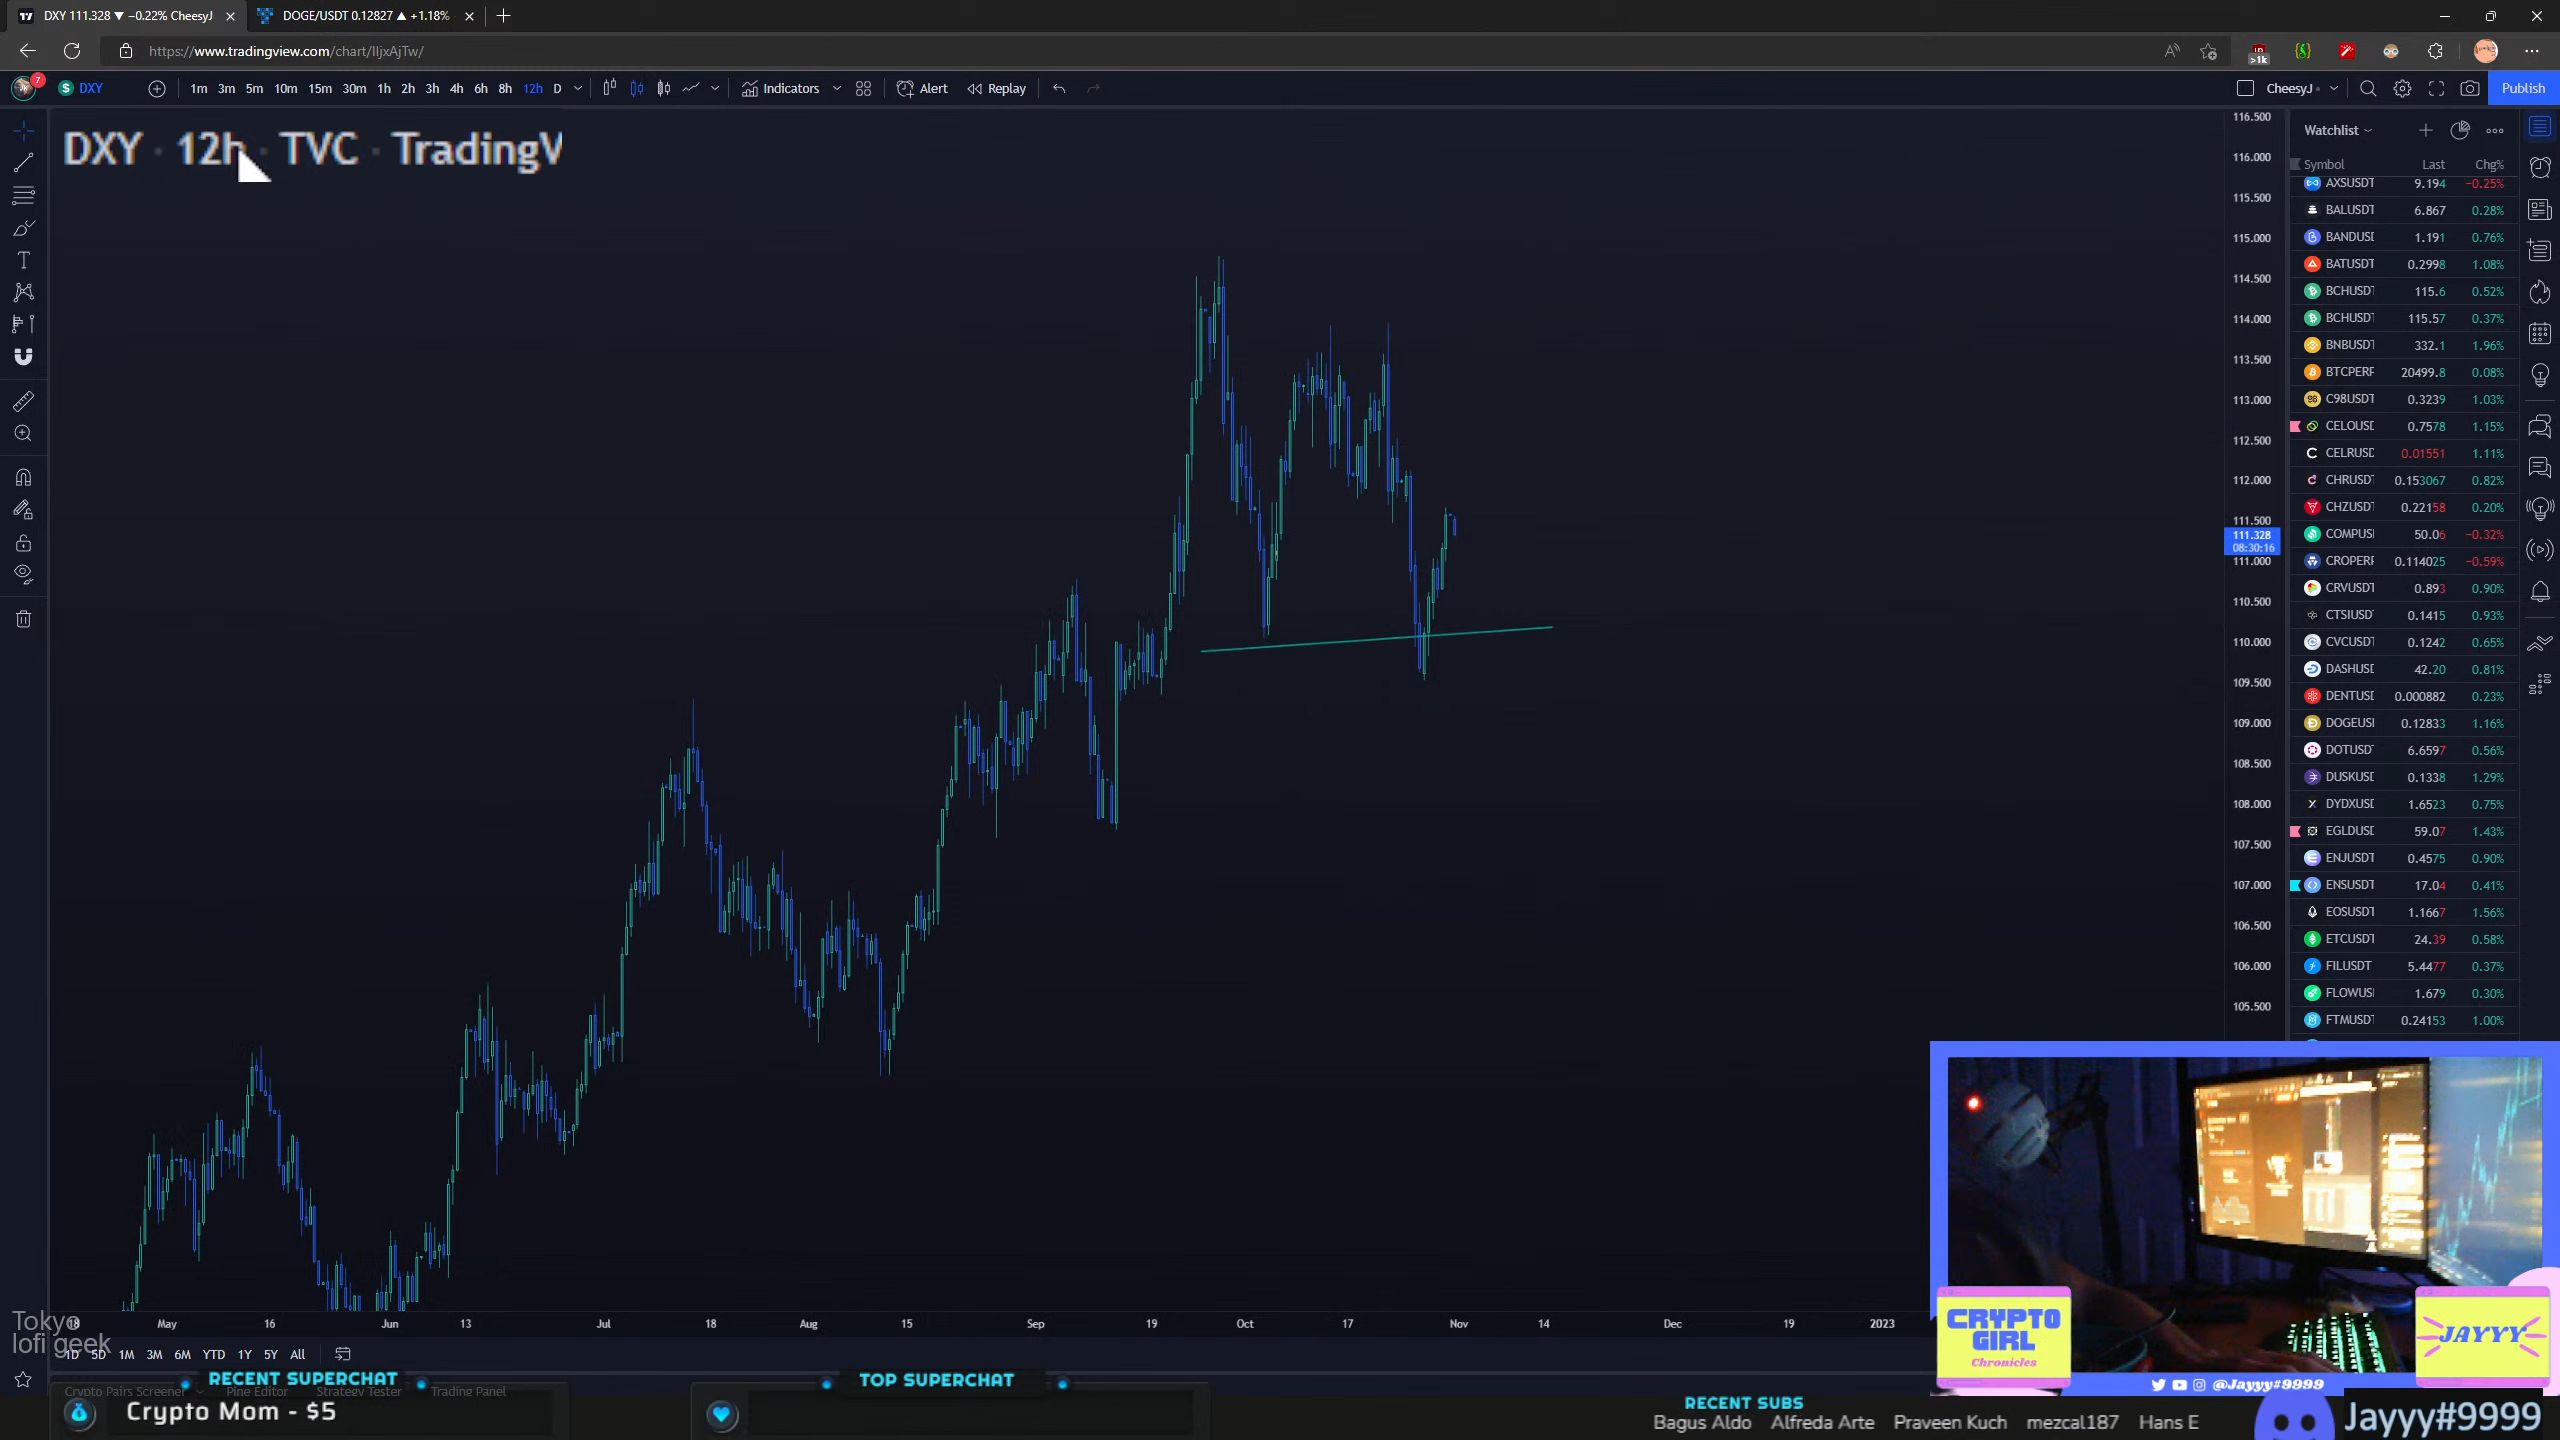 DXY 111.328 ▼ −0.22% CheesyJ
DOGE/USDT 0.12827 ▲ +1.18%
https://www.tradingview.com/chart/IIjxAjTw/
>1k
7
DXY
1m 3m 5m 10m 15m 30m 1h 2h 3h 4h 6h 8h 12h D
Indicators
Alert
Replay
CheesyJ
Publish
DXY · 12h · TVC · TradingV
116.500
116.000
115.500
115.000
114.500
114.000
113.500
113.000
112.500
112.000
111.500
111.328
08:30:16
111.000
110.500
110.000
109.500
109.000
108.500
108.000
107.500
107.000
106.500
106.000
105.500
Watchlist
Symbol Last Chg%
AXSUSDT 9.194 −0.25%
BALUSDT 6.867 0.28%
BANDUSI 1.191 0.76%
BATUSDT 0.2998 1.08%
BCHUSDT 115.6 0.52%
BCHUSDT 115.57 0.37%
BNBUSDT 332.1 1.96%
BTCPERF 20499.8 0.08%
C98USDT 0.3239 1.03%
CELOUSD 0.7578 1.15%
CELRUSD 0.01551 1.11%
CHRUSDT 0.153067 0.82%
CHZUSDT 0.22158 0.20%
COMPUSI 50.06 −0.32%
CROPERF 0.114025 −0.59%
CRVUSDT 0.893 0.90%
CTSIUSDT 0.1415 0.93%
CVCUSDT 0.1242 0.65%
DASHUSD 42.20 0.81%
DENTUSD 0.000882 0.23%
DOGEUSI 0.12833 1.16%
DOTUSDT 6.6597 0.56%
DUSKUSD 0.1338 1.29%
DYDXUSD 1.6523 0.75%
EGLDUSD 59.07 1.43%
ENJUSDT 0.4575 0.90%
ENSUSDT 17.04 0.41%
EOSUSDT 1.1667 1.56%
ETCUSDT 24.39 0.58%
FILUSDT 5.4477 0.37%
FLOWUSI 1.679 0.30%
FTMUSDT 0.24153 1.00%
May 16 Jun 13 Jul 18 Aug 15 Sep 19 Oct 17 Nov 14 Dec 19 2023
Tokyo
lofi geek
1D 5D 1M 3M 6M YTD 1Y 5Y All
Crypto Pairs Screener Pine Editor Strategy Tester Trading Panel
RECENT SUPERCHAT
Crypto Mom - $5
TOP SUPERCHAT
RECENT SUBS
Bagus Aldo Alfreda Arte Praveen Kuch mezcal187 Hans E
CRYPTO
GIRL
Chronicles
JAYYY
@Jayyy#9999
Jayyy#9999